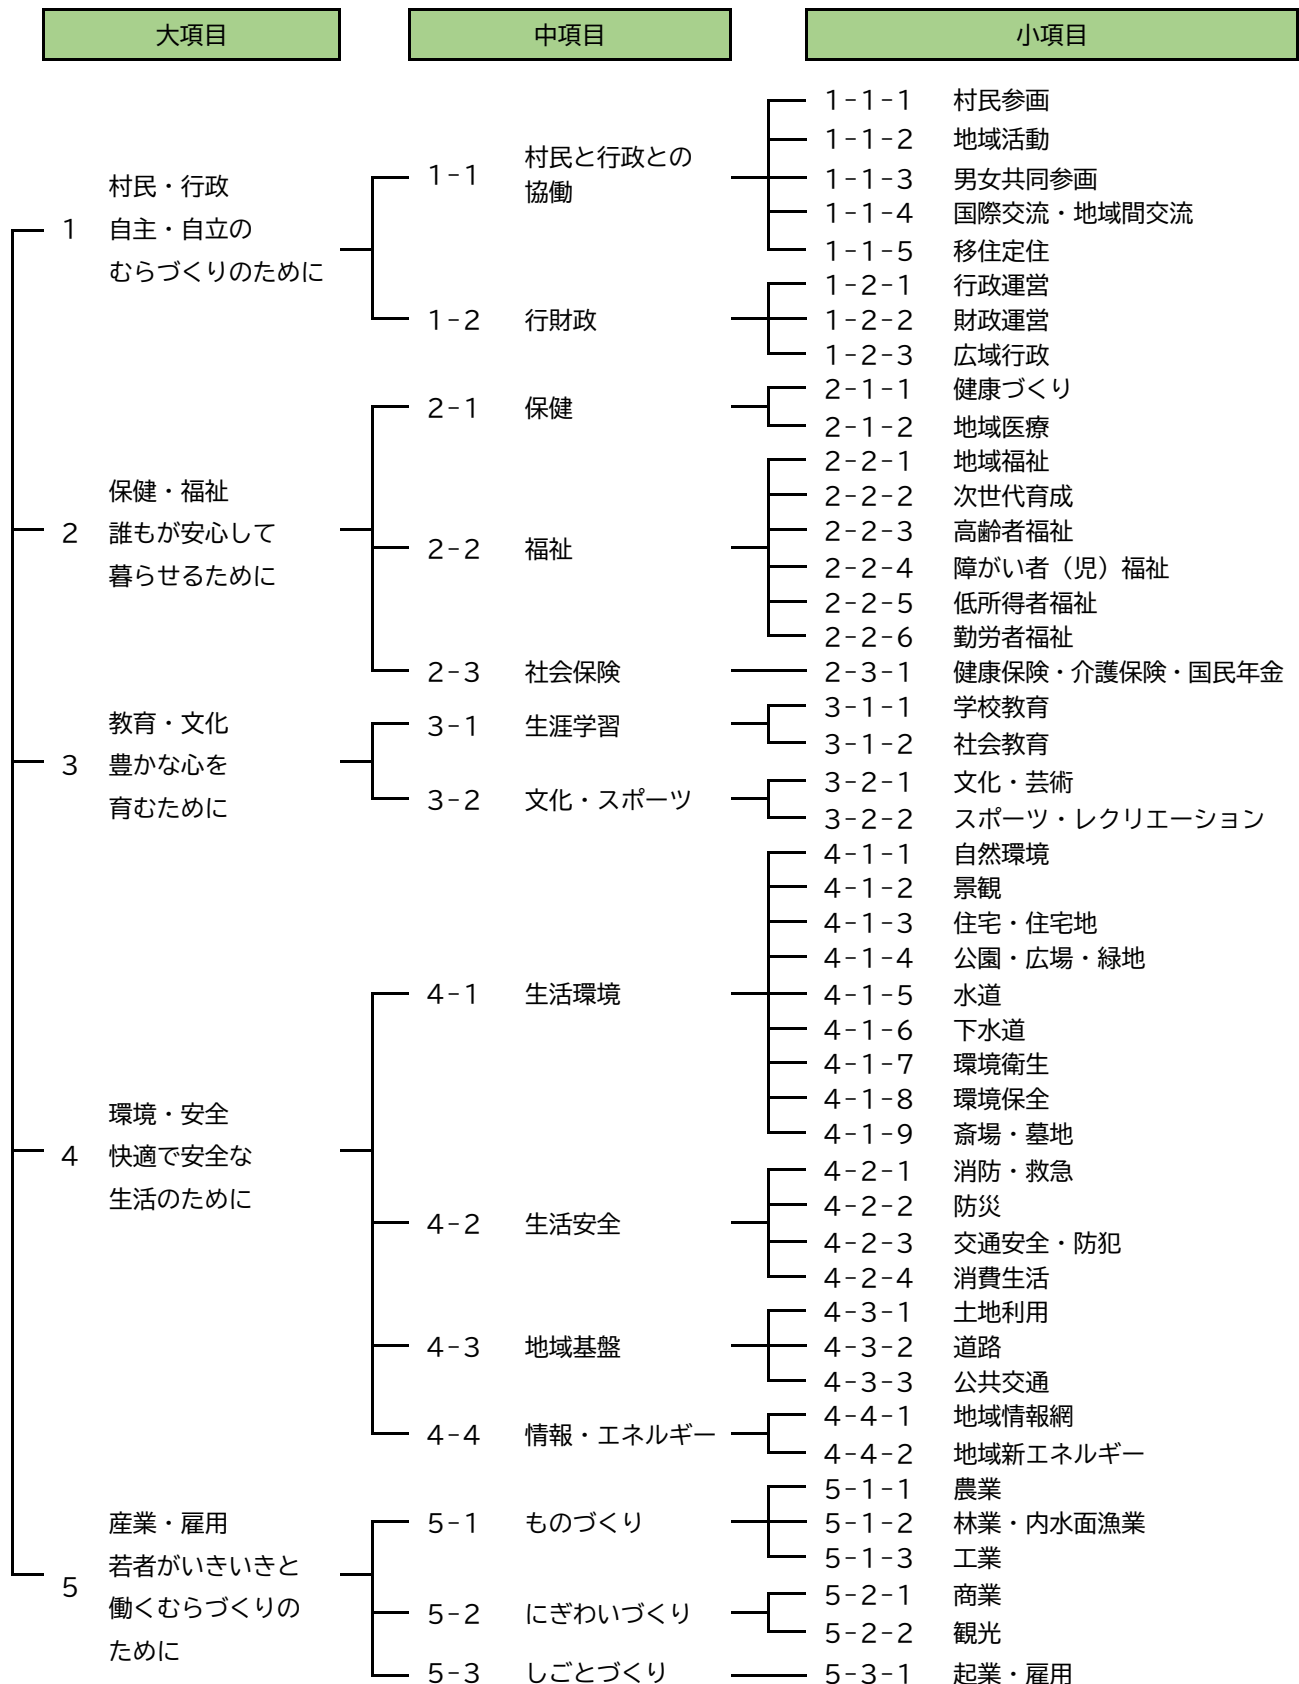 大項目
中項目
小項目
1
村民・行政
自主・自立の
むらづくりのために
1-1
村民と行政との
協働
1-1-1 村民参画
1-1-2 地域活動
1-1-3 男女共同参画
1-1-4 国際交流・地域間交流
1-1-5 移住定住
1-2 行財政
1-2-1 行政運営
1-2-2 財政運営
1-2-3 広域行政
2
保健・福祉
誰もが安心して
暮らせるために
2-1 保健
2-1-1 健康づくり
2-1-2 地域医療
2-2 福祉
2-2-1 地域福祉
2-2-2 次世代育成
2-2-3 高齢者福祉
2-2-4 障がい者（児）福祉
2-2-5 低所得者福祉
2-2-6 勤労者福祉
2-3 社会保険
2-3-1 健康保険・介護保険・国民年金
3
教育・文化
豊かな心を
育むために
3-1 生涯学習
3-1-1 学校教育
3-1-2 社会教育
3-2 文化・スポーツ
3-2-1 文化・芸術
3-2-2 スポーツ・レクリエーション
4
環境・安全
快適で安全な
生活のために
4-1 生活環境
4-1-1 自然環境
4-1-2 景観
4-1-3 住宅・住宅地
4-1-4 公園・広場・緑地
4-1-5 水道
4-1-6 下水道
4-1-7 環境衛生
4-1-8 環境保全
4-1-9 斎場・墓地
4-2 生活安全
4-2-1 消防・救急
4-2-2 防災
4-2-3 交通安全・防犯
4-2-4 消費生活
4-3 地域基盤
4-3-1 土地利用
4-3-2 道路
4-3-3 公共交通
4-4 情報・エネルギー
4-4-1 地域情報網
4-4-2 地域新エネルギー
5
産業・雇用
若者がいきいきと
働くむらづくりの
ために
5-1 ものづくり
5-1-1 農業
5-1-2 林業・内水面漁業
5-1-3 工業
5-2 にぎわいづくり
5-2-1 商業
5-2-2 観光
5-3 しごとづくり
5-3-1 起業・雇用